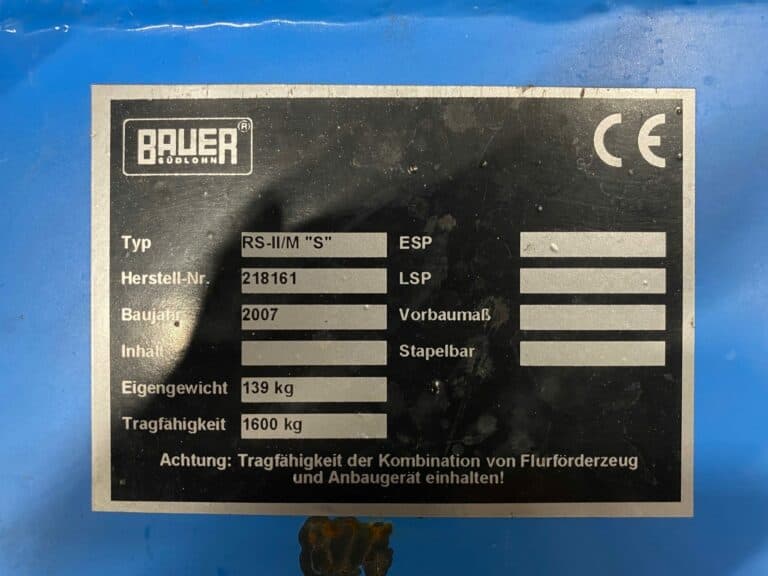 BAUER ®
SÜDLOHN
CE
Typ RS-II/M "S" ESP
Herstell-Nr. 218161 LSP
Baujahr 2007 Vorbaumaß
Inhalt Stapelbar
Eigengewicht 139 kg
Tragfähigkeit 1600 kg
Achtung: Tragfähigkeit der Kombination von Flurförderzeug
und Anbaugerät einhalten!